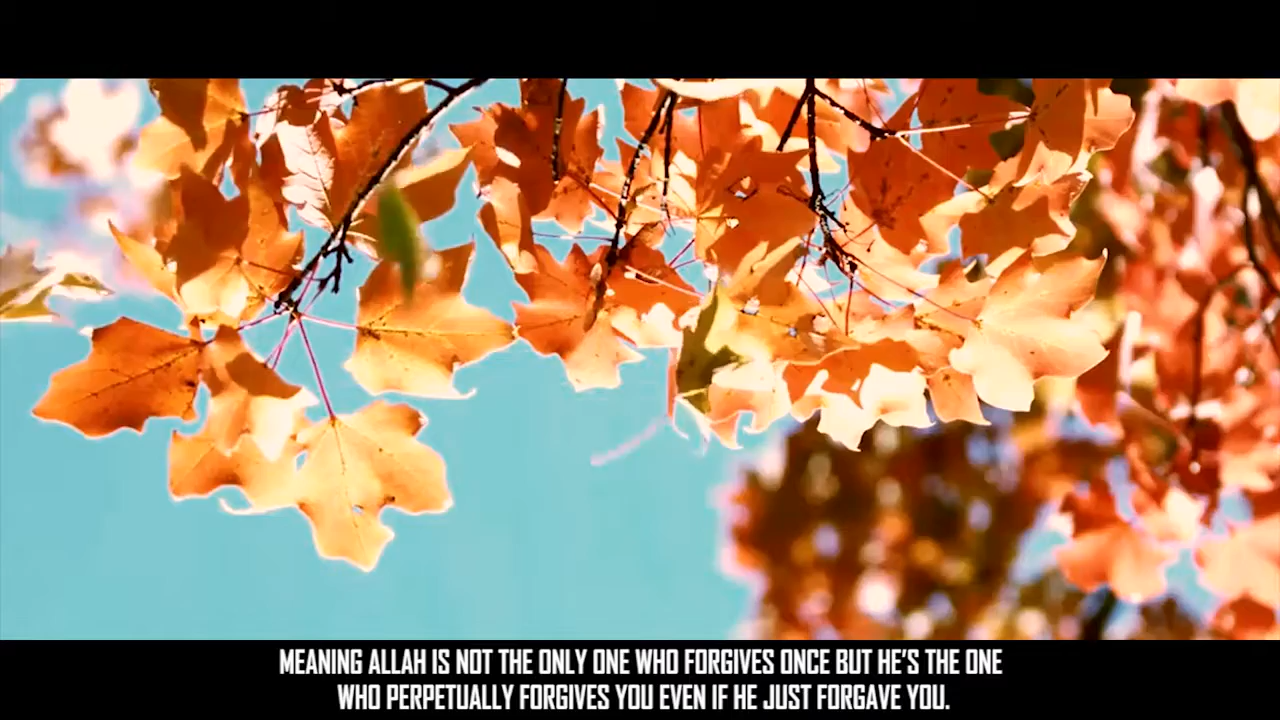 MEANING ALLAH IS NOT THE ONLY ONE WHO FORGIVES ONCE BUT HE'S THE ONE
WHO PERPETUALLY FORGIVES YOU EVEN IF HE JUST FORGAVE YOU.